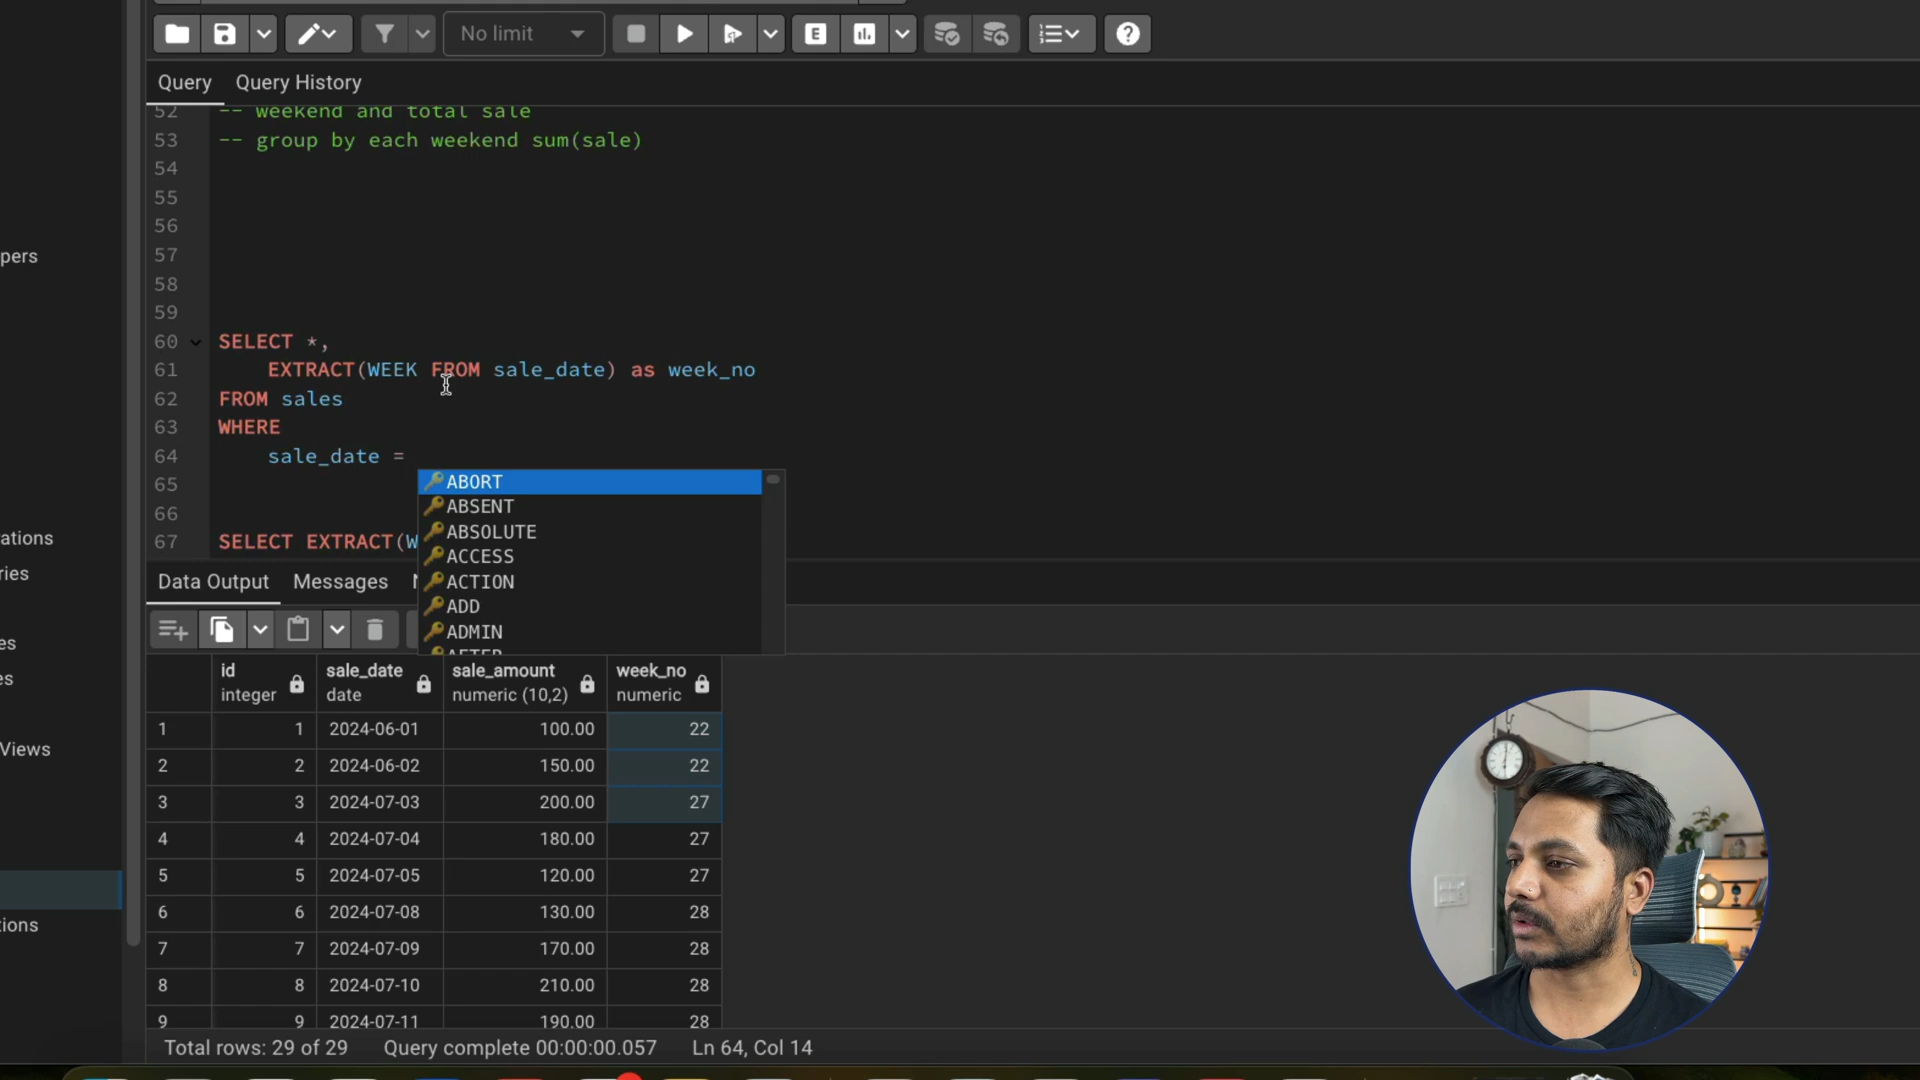 No limit
E
Query Query History
52 -- weekend and total sale
53 -- group by each weekend sum(sale)
54
55
56
57
58
59
60 SELECT *,
61 EXTRACT(WEEK FROM sale_date) as week_no
62 FROM sales
63 WHERE
64 sale_date =
65
66
67 SELECT EXTRACT(W
ABORT
ABSENT
ABSOLUTE
ACCESS
ACTION
ADD
ADMIN
AFTER
pers
ations
ries
es
s
Views
ions
Data Output Messages
id integer sale_date date sale_amount numeric (10,2) week_no numeric
1 1 2024-06-01 100.00 22
2 2 2024-06-02 150.00 22
3 3 2024-07-03 200.00 27
4 4 2024-07-04 180.00 27
5 5 2024-07-05 120.00 27
6 6 2024-07-08 130.00 28
7 7 2024-07-09 170.00 28
8 8 2024-07-10 210.00 28
9 9 2024-07-11 190.00 28
Total rows: 29 of 29 Query complete 00:00:00.057 Ln 64, Col 14